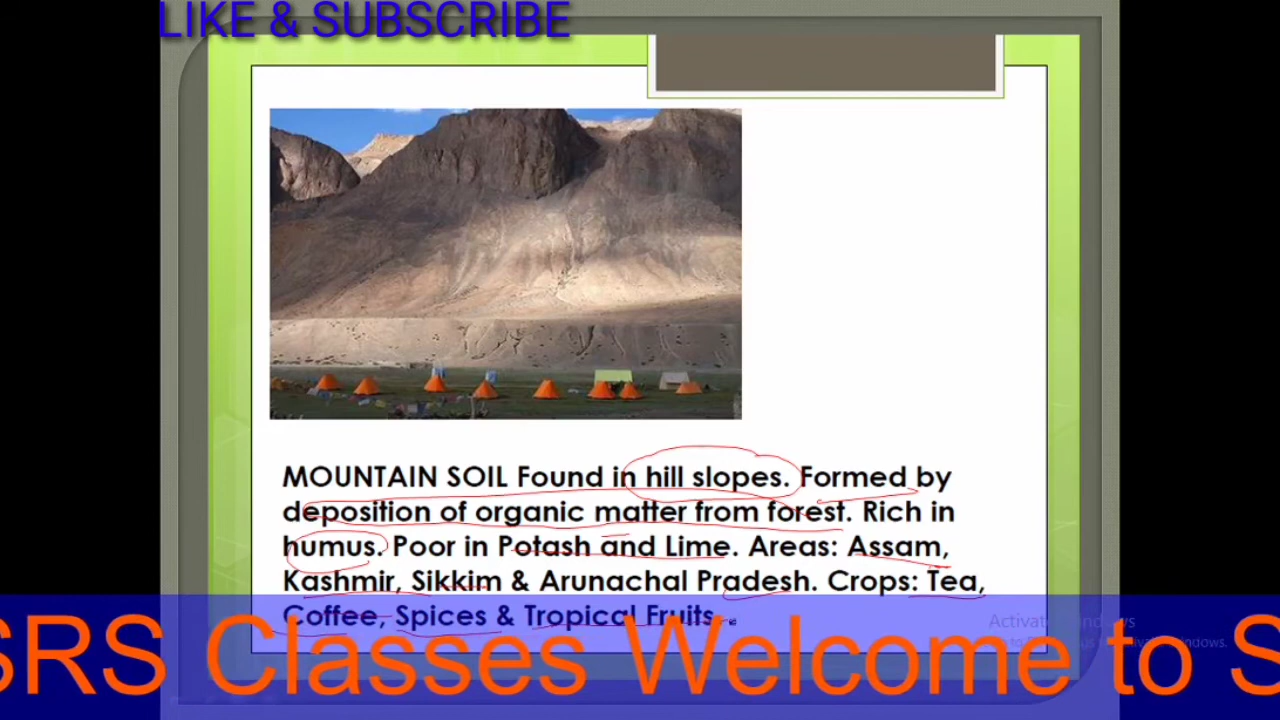 LIKE & SUBSCRIBE
MOUNTAIN SOIL Found in hill slopes. Formed by
deposition of organic matter from forest. Rich in
humus. Poor in Potash and Lime. Areas: Assam,
Kashmir, Sikkim & Arunachal Pradesh. Crops: Tea,
Coffee, Spices & Tropical Fruits.
SRS Classes Welcome to S